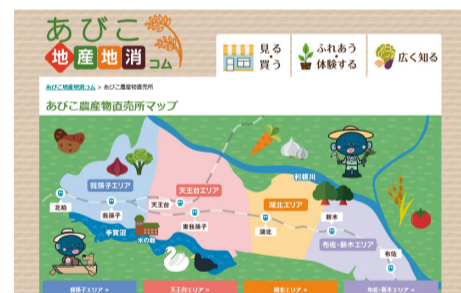 あびこ
地産地消コム
見る・買う
ふれあう・体験する
広く知る
あびこ地産地消コム > あびこ農産物直売所
あびこ農産物直売所マップ
我孫子エリア
天王台エリア
利根川
湖北エリア
北柏
我孫子
天王台
東我孫子
湖北
新木
布佐・新木エリア
布佐
手賀沼
水の館
我孫子エリア
天王台エリア
湖北エリア
布佐・新木エリア